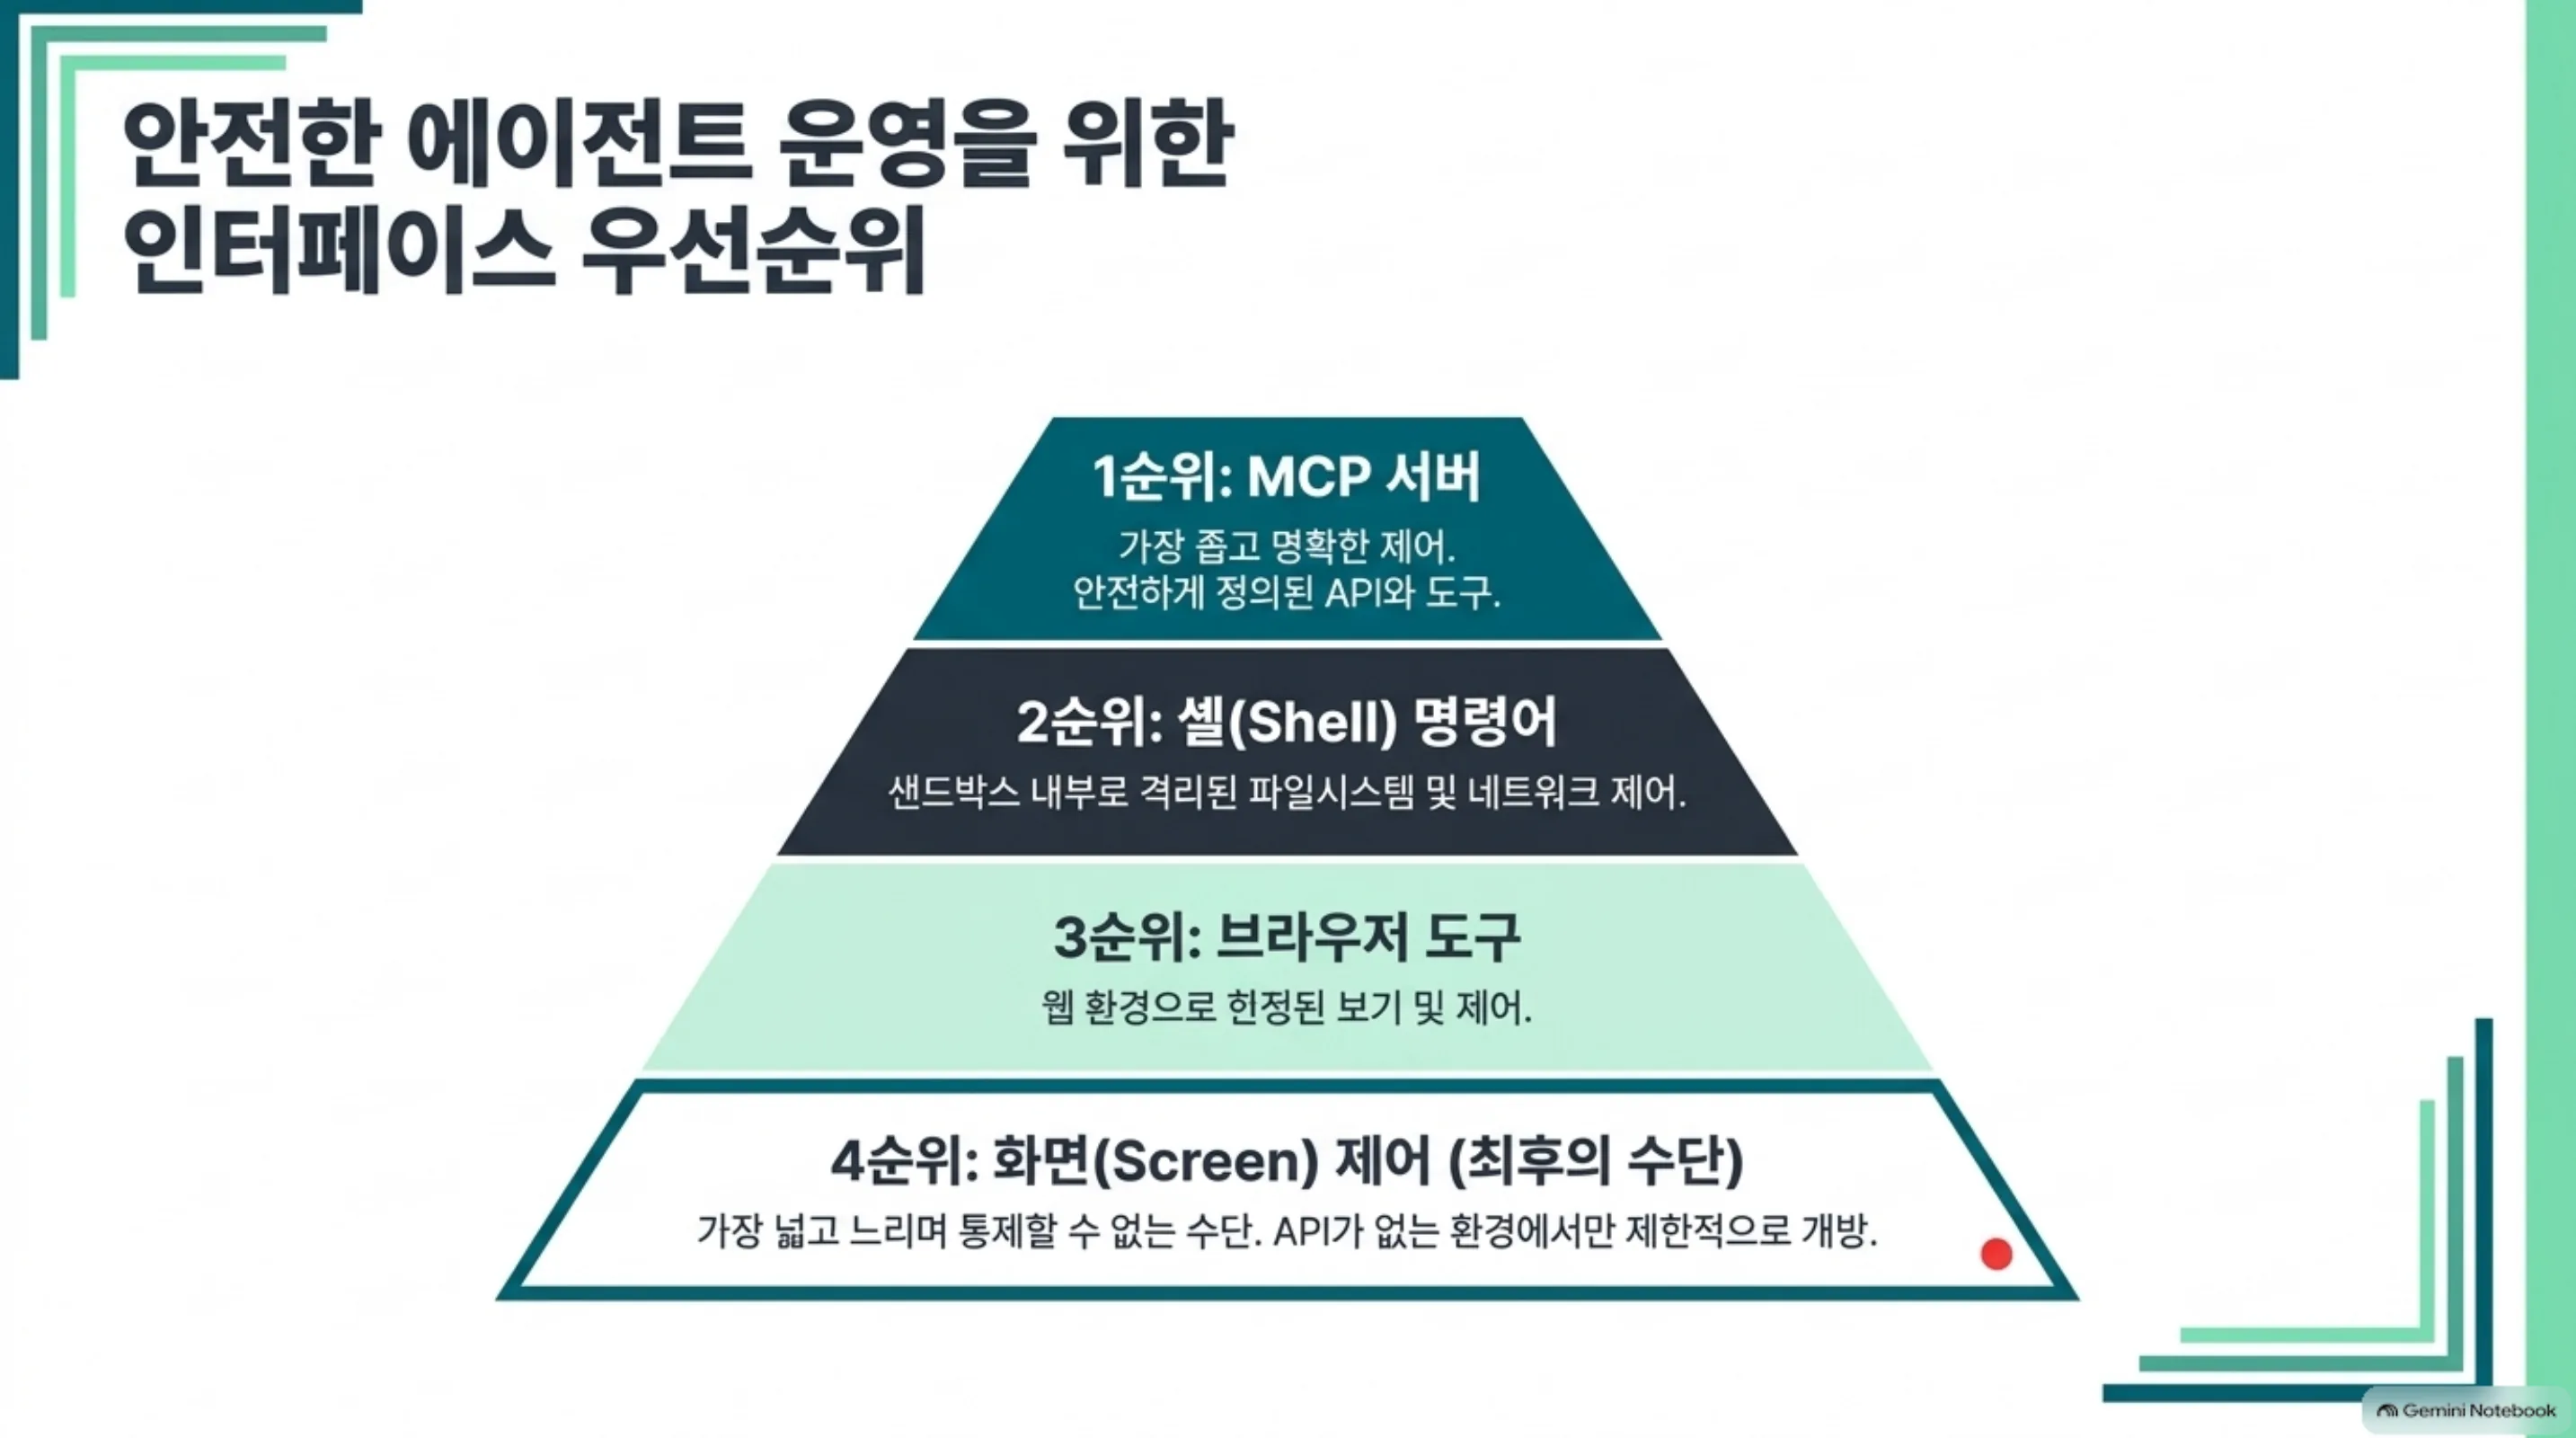 안전한 에이전트 운영을 위한
인터페이스 우선순위
1순위: MCP 서버
가장 좁고 명확한 제어.
안전하게 정의된 API와 도구.
2순위: 셸(Shell) 명령어
샌드박스 내부로 격리된 파일시스템 및 네트워크 제어.
3순위: 브라우저 도구
웹 환경으로 한정된 보기 및 제어.
4순위: 화면(Screen) 제어 (최후의 수단)
가장 넓고 느리며 통제할 수 없는 수단. API가 없는 환경에서만 제한적으로 개방.
Gemini Notebook